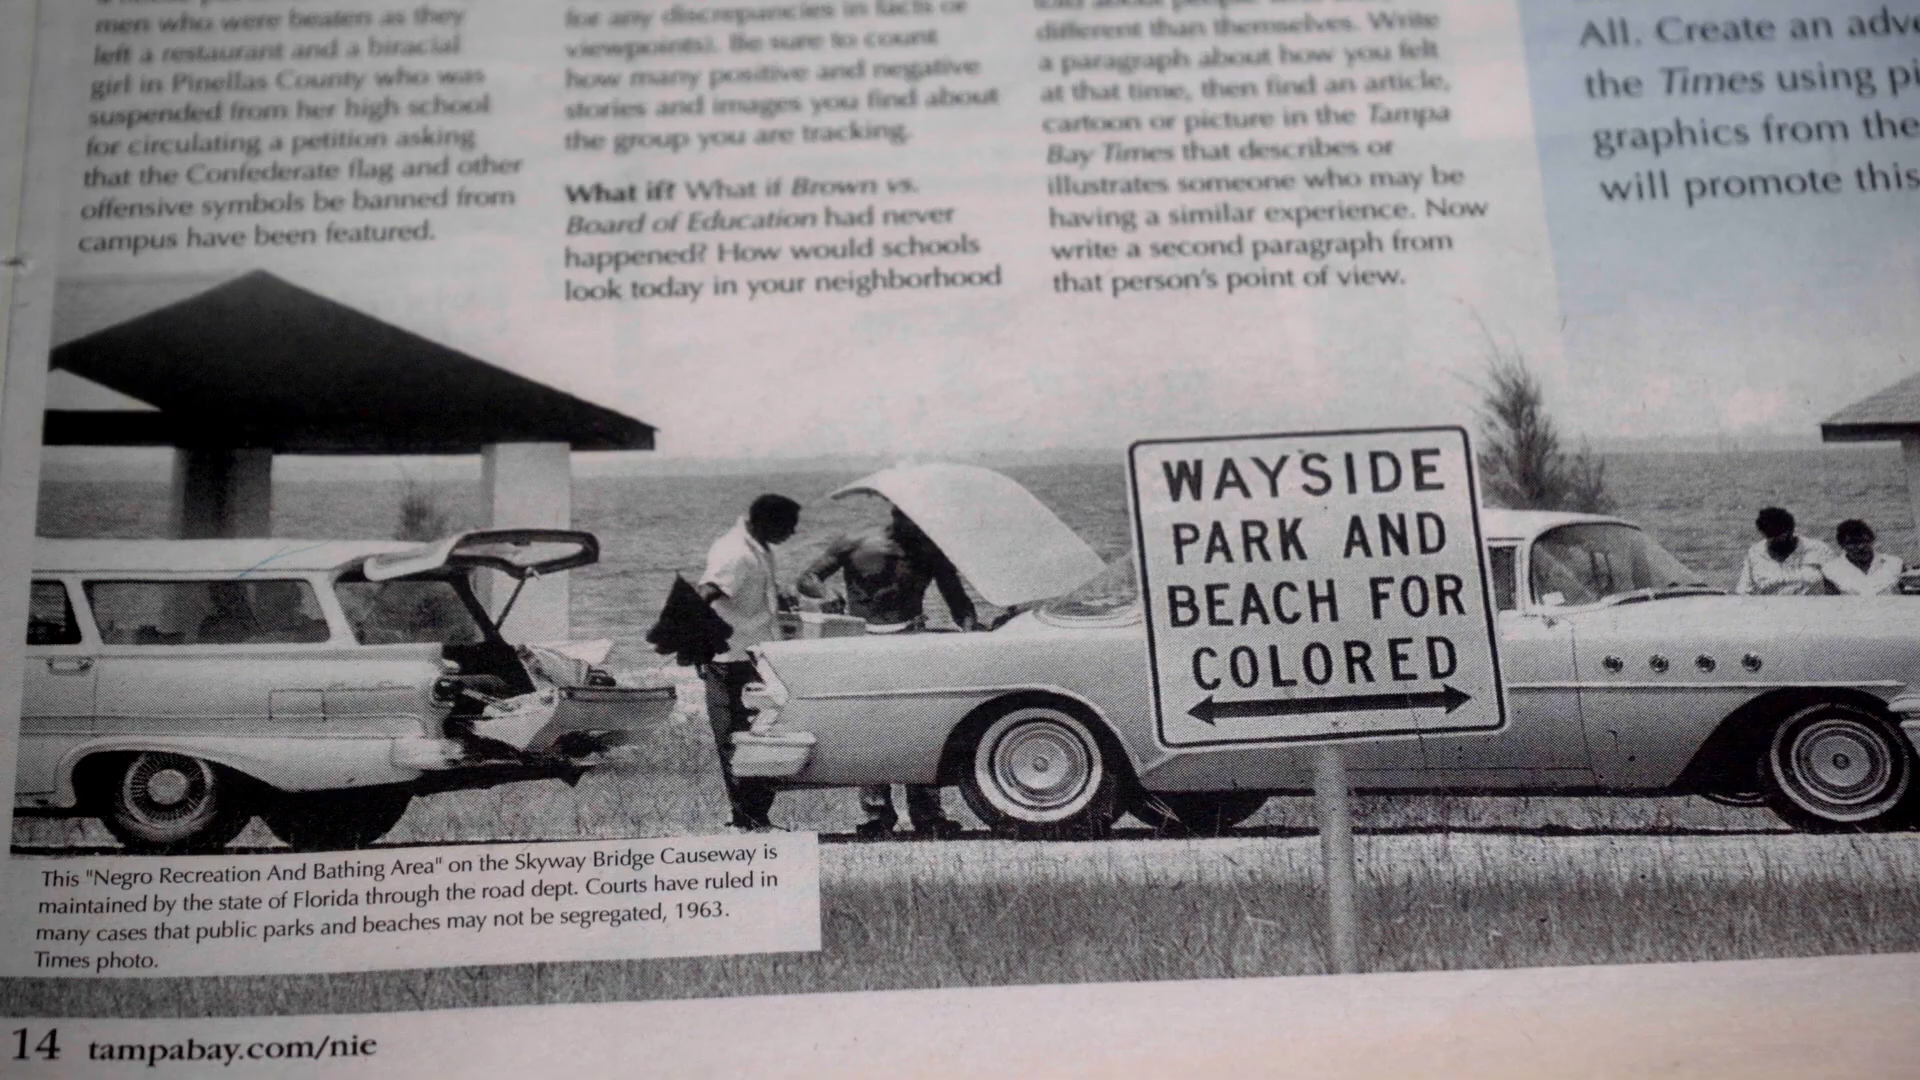 men who were beaten as they
left a restaurant and a biracial
girl in Pinellas County who was
suspended from her high school
for circulating a petition asking
that the Confederate flag and other
offensive symbols be banned from
campus have been featured.
for any discrepancies in facts or
viewpoints). Be sure to count
how many positive and negative
stories and images you find about
the group you are tracking.
What if? What if Brown vs.
Board of Education had never
happened? How would schools
look today in your neighborhood
different than themselves. Write
a paragraph about how you felt
at that time, then find an article,
cartoon or picture in the Tampa
Bay Times that describes or
illustrates someone who may be
having a similar experience. Now
write a second paragraph from
that person's point of view.
All. Create an adv
the Times using pi
graphics from the
will promote this
WAYSIDE
PARK AND
BEACH FOR
COLORED
This "Negro Recreation And Bathing Area" on the Skyway Bridge Causeway is
maintained by the state of Florida through the road dept. Courts have ruled in
many cases that public parks and beaches may not be segregated, 1963.
Times photo.
14 tampabay.com/nie